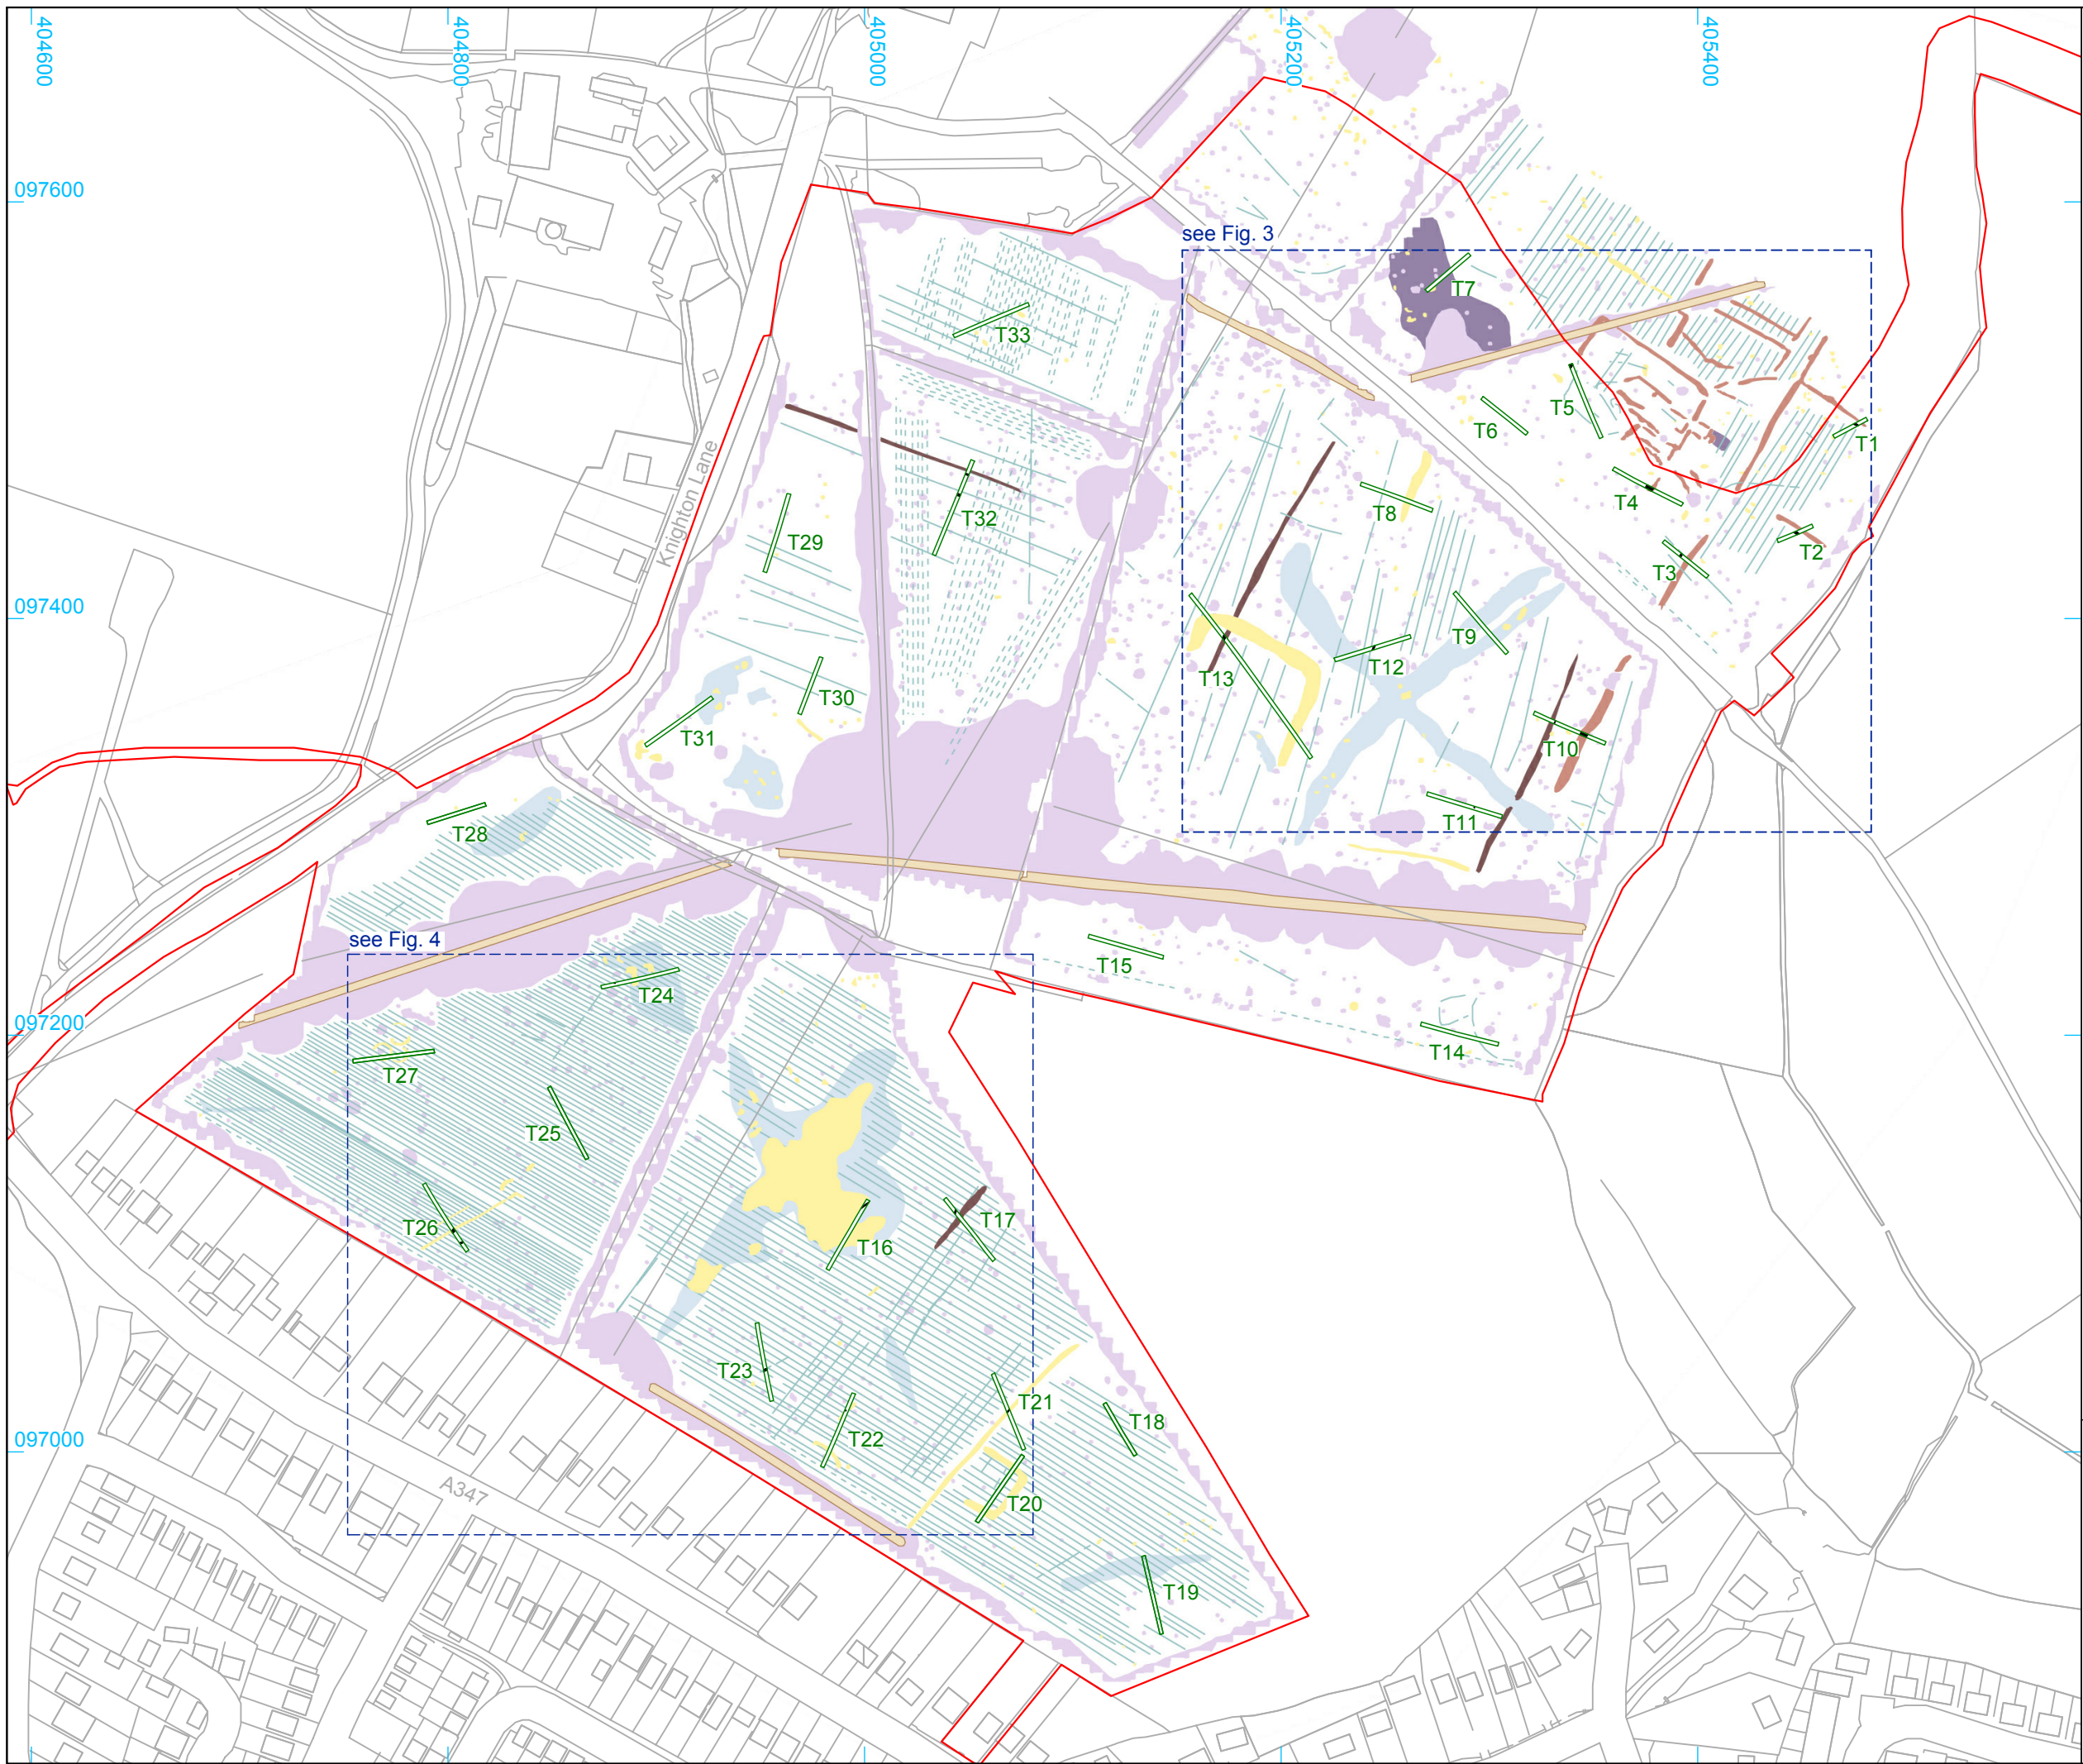 404600
404800
405000
405200
405400
097600
see Fig. 3
T7
T33
T5
T6
T1
Knighton Lane
T8
T4
T32
T29
T2
T3
097400
T9
T12
T13
T30
T31
T10
T28
T11
see Fig. 4
T15
T24
097200
T14
T27
T25
T17
T26
T16
T23
T21
T18
T22
097000
A347
T20
T19